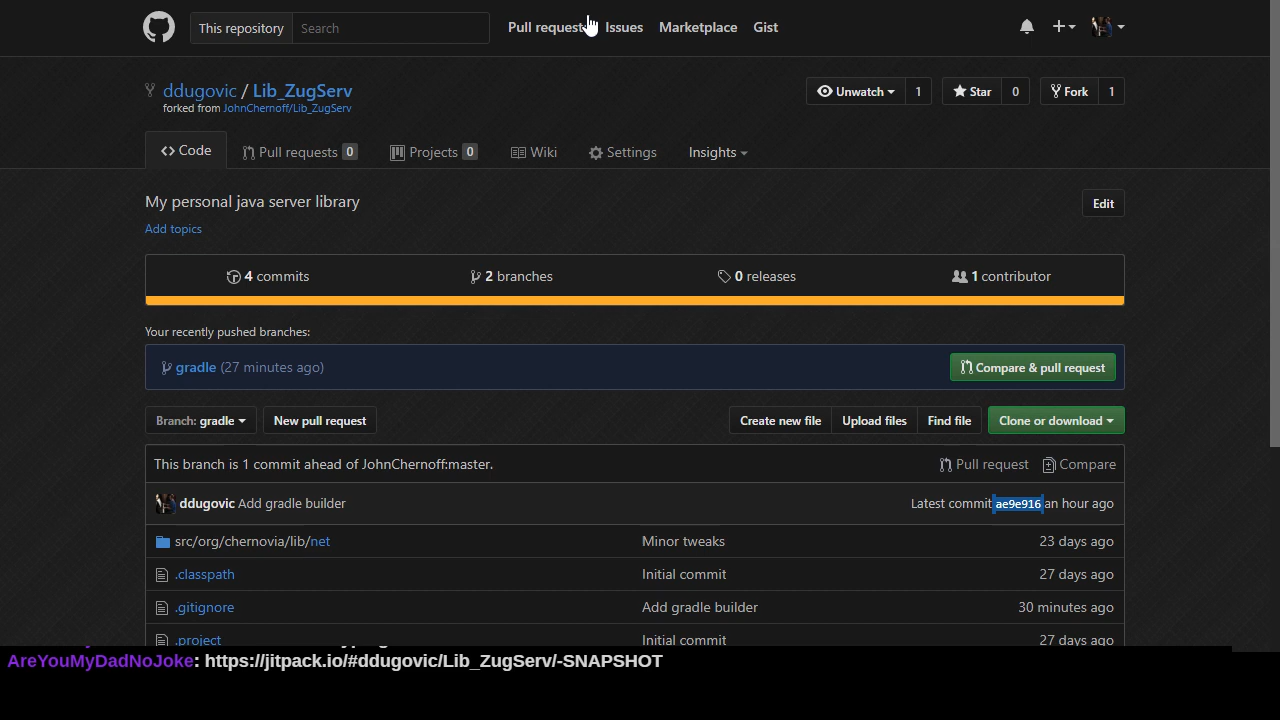 This repository Search Pull requests Issues Marketplace Gist
ddugovic / Lib_ZugServ
forked from JohnChernoff/Lib_ZugServ
Unwatch 1 Star 0 Fork 1
Code Pull requests 0 Projects 0 Wiki Settings Insights
My personal java server library
Edit
Add topics
4 commits 2 branches 0 releases 1 contributor
Your recently pushed branches:
gradle (27 minutes ago) Compare & pull request
Branch: gradle New pull request Create new file Upload files Find file Clone or download
This branch is 1 commit ahead of JohnChernoff:master. Pull request Compare
ddugovic Add gradle builder Latest commit ae9e916 an hour ago
src/org/chernovia/lib/net Minor tweaks 23 days ago
.classpath Initial commit 27 days ago
.gitignore Add gradle builder 30 minutes ago
.project Initial commit 27 days ago
AreYouMyDadNoJoke: https://jitpack.io/#ddugovic/Lib_ZugServ/-SNAPSHOT